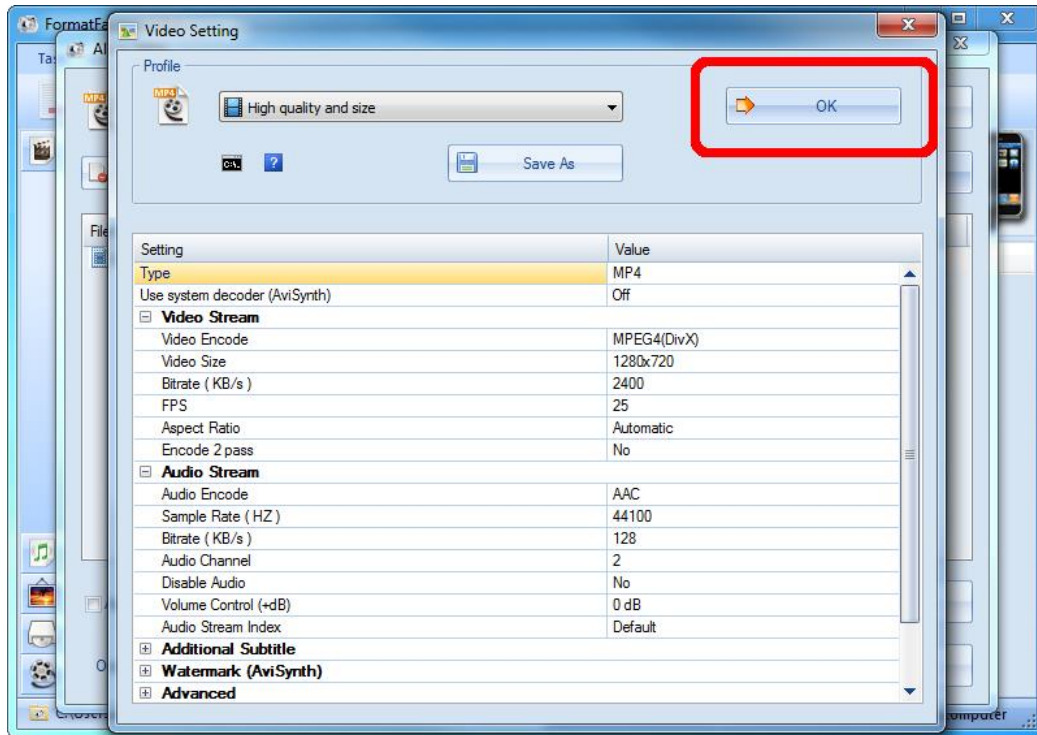 FormatFa
Video Setting
Ta
Al
Profile
MP4
High quality and size
OK
C:\.
?
Save As
File
Setting Value
Type MP4
Use system decoder (AviSynth) Off
Video Stream
Video Encode MPEG4(DivX)
Video Size 1280x720
Bitrate ( KB/s ) 2400
FPS 25
Aspect Ratio Automatic
Encode 2 pass No
Audio Stream
Audio Encode AAC
Sample Rate ( HZ ) 44100
Bitrate ( KB/s ) 128
Audio Channel 2
Disable Audio No
Volume Control (+dB) 0 dB
Audio Stream Index Default
Additional Subtitle
Watermark (AviSynth)
Advanced